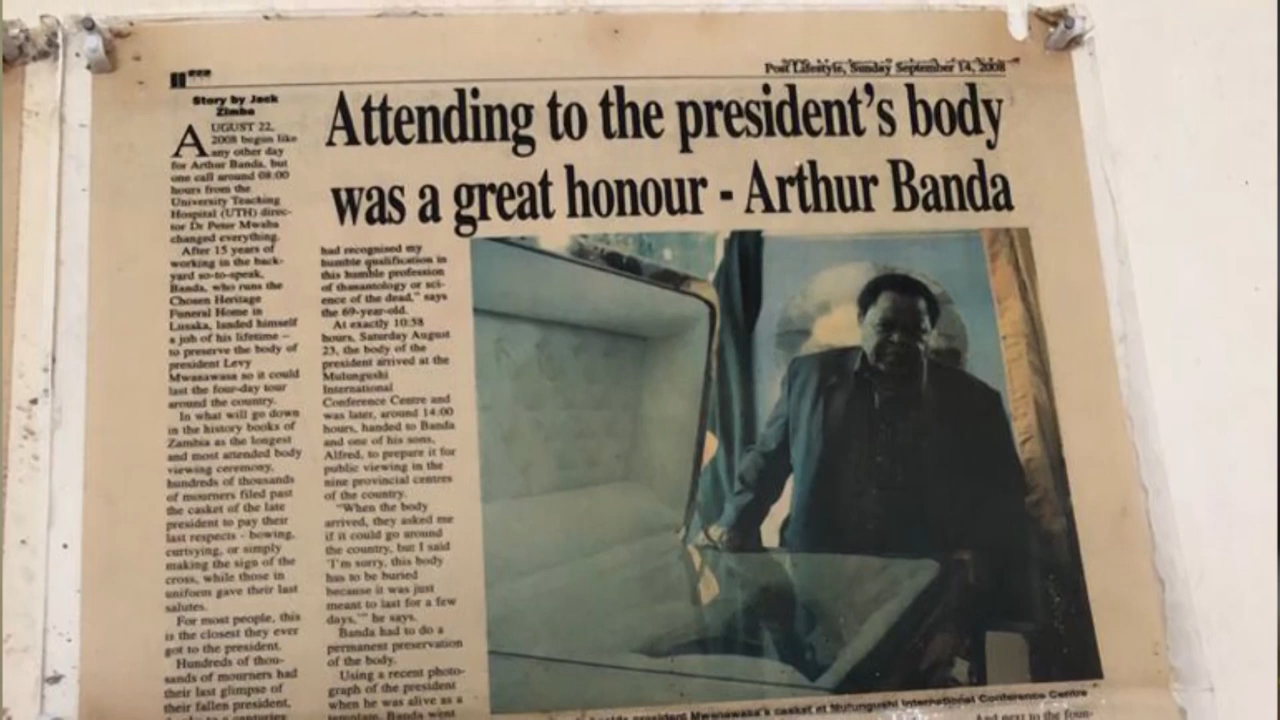 Post Lifestyle, Sunday September 14, 2008
Attending to the president's body
was a great honour - Arthur Banda
Story by Jack
Zimba
AUGUST 22,
2008 begun like
any other day
for Arthur Banda, but
one call around 08:00
hours from the
University Teaching
Hospital (UTH) direc-
tor Dr Peter Mwaba
changed everything.
After 15 years of
working in the back-
yard so-to-speak,
Banda, who runs the
Chosen Heritage
Funeral Home in
Lusaka, landed himself
a job of his lifetime –
to preserve the body of
president Levy
Mwanawasa so it could
last the four-day tour
around the country.
In what will go down
in the history books of
Zambia as the longest
and most attended body
viewing ceremony,
hundreds of thousands
of mourners filed past
the casket of the late
president to pay their
last respects - bowing,
curtsying, or simply
making the sign of the
cross, while those in
uniform gave their last
salutes.
For most people, this
is the closest they ever
got to the president.
Hundreds of thou-
sands of mourners had
their last glimpse of
their fallen president,
had recognised my
humble qualification in
this humble profession
of thanantology or sci-
ence of the dead," says
the 69-year-old.
At exactly 10:58
hours, Saturday August
23, the body of the
president arrived at the
Mulungushi
International
Conference Centre and
was later, around 14:00
hours, handed to Banda
and one of his sons,
Alfred, to prepare it for
public viewing in the
nine provincial centres
of the country.
"When the body
arrived, they asked me
if it could go around
the country, but I said
'I'm sorry, this body
has to be buried
because it was just
meant to last for a few
days,'" he says.
Banda had to do a
permanent preservation
of the body.
Using a recent photo-
graph of the president
when he was alive as a
template, Banda went
president Mwanawasa's casket at Mulungushi International Conference Centre
And next to the foun-